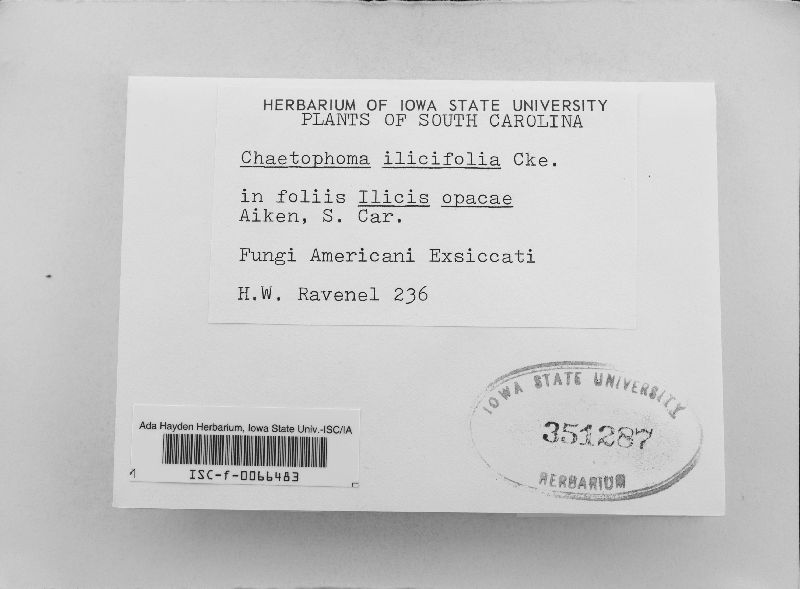 HERBARIUM OF IOWA STATE UNIVERSITY
PLANTS OF SOUTH CAROLINA
Chaetophoma ilicifolia Cke.
in foliis Ilicis opacae
Aiken, S. Car.
Fungi Americani Exsiccati
H.W. Ravenel 236
IOWA STATE UNIVERSITY
351287
HERBARIUM
Ada Hayden Herbarium, Iowa State Univ.-ISC/IA
ISC-f-0066483